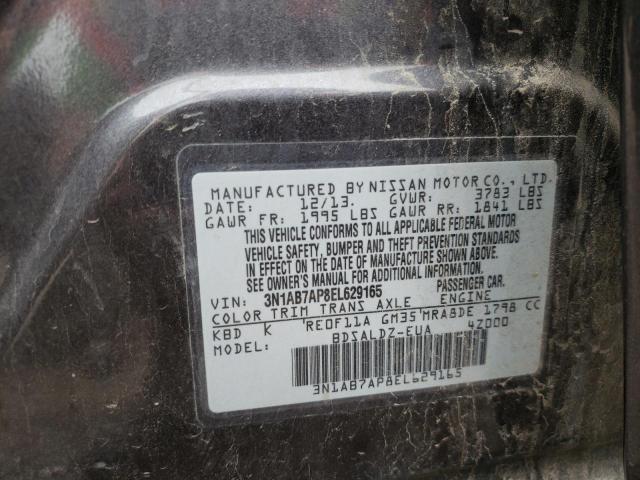 MANUFACTURED BY NISSAN MOTOR CO., LTD.
DATE: 12/13. GVWR: 3783 LBS
GAWR FR: 1995 LBS GAWR RR: 1841 LBS
THIS VEHICLE CONFORMS TO ALL APPLICABLE FEDERAL MOTOR
VEHICLE SAFETY, BUMPER AND THEFT PREVENTION STANDARDS
IN EFFECT ON THE DATE OF MANUFACTURE SHOWN ABOVE.
SEE OWNER'S MANUAL FOR ADDITIONAL INFORMATION.
VIN: 3N1AB7AP8EL629165 PASSENGER CAR.
COLOR TRIM TRANS AXLE ENGINE
KBD K RE0F11A GM35 MRA8DE 1798 CC
MODEL: BDSALDZ-EUA 4Z000
3N1AB7AP8EL629165